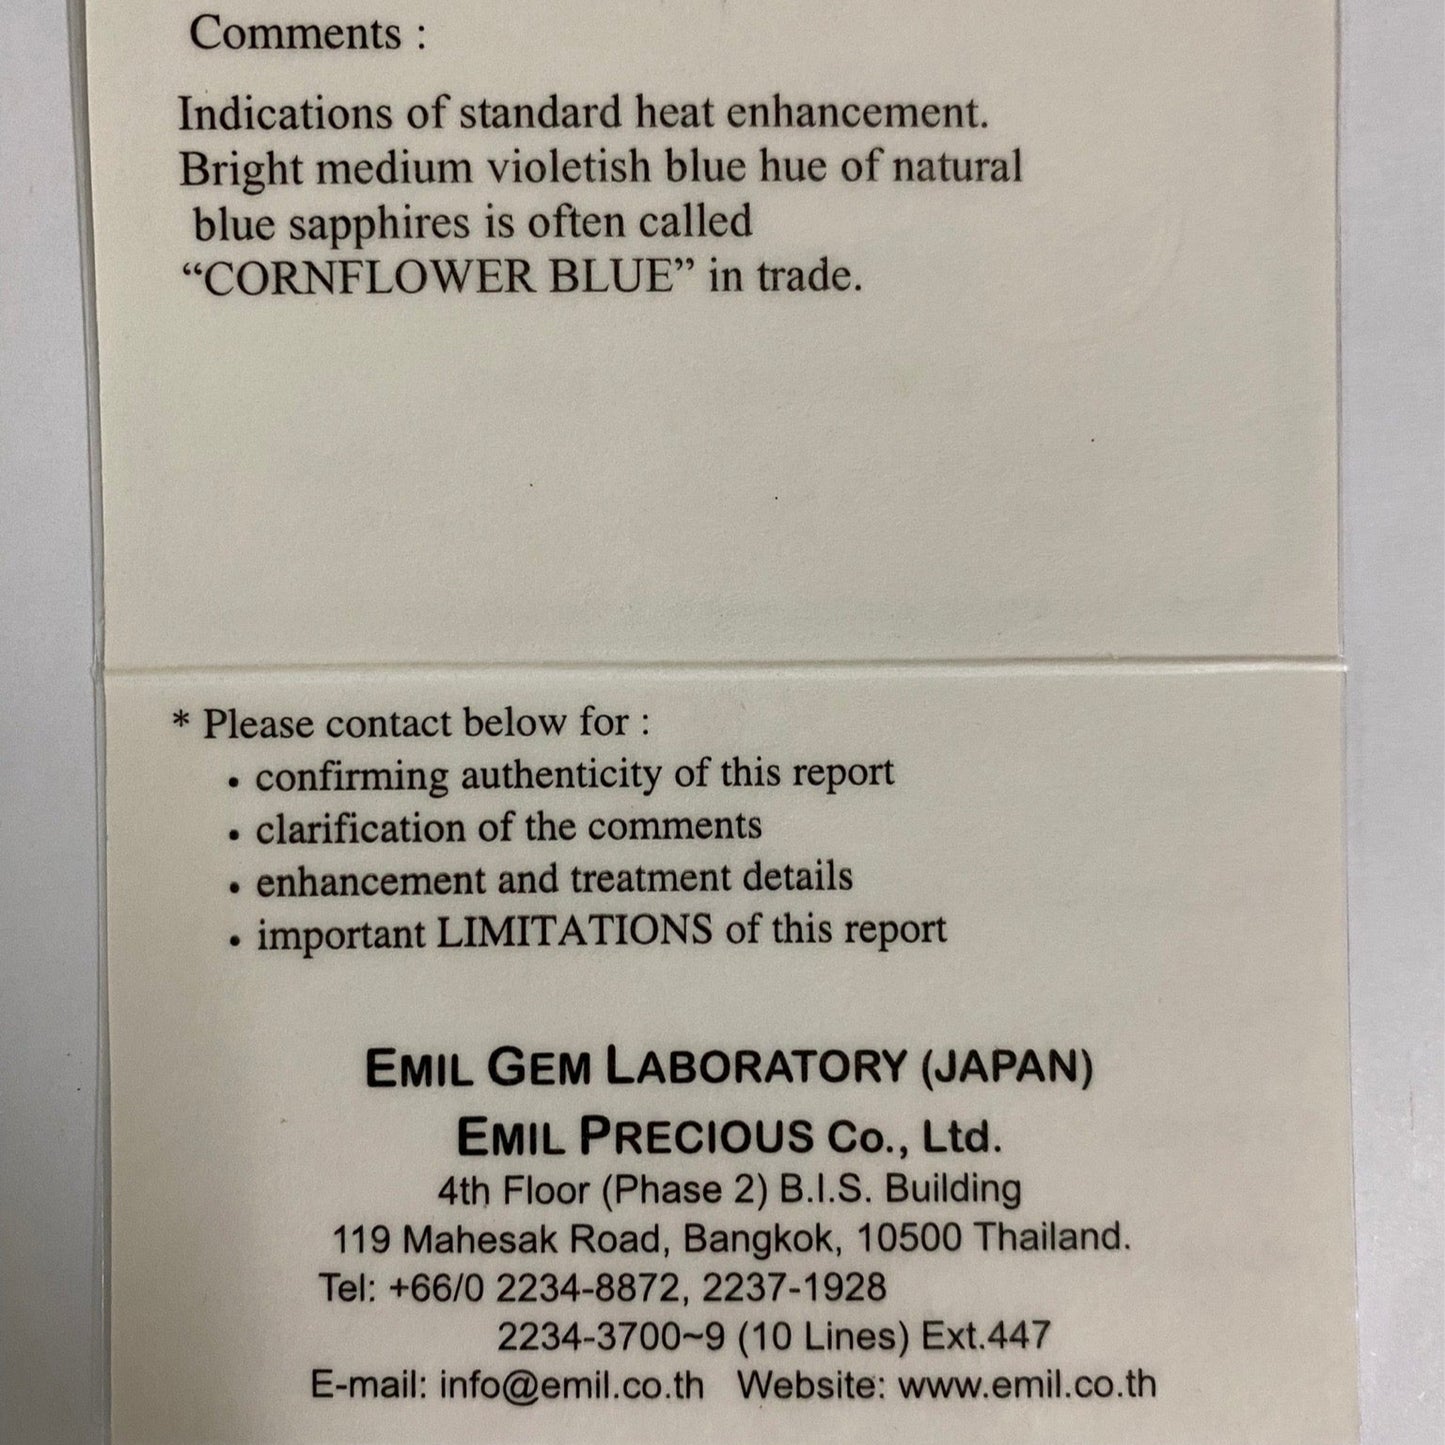 Comments :
Indications of standard heat enhancement.
Bright medium violetish blue hue of natural
blue sapphires is often called
“CORNFLOWER BLUE” in trade.
* Please contact below for :
• confirming authenticity of this report
• clarification of the comments
• enhancement and treatment details
• important LIMITATIONS of this report
EMIL GEM LABORATORY (JAPAN)
EMIL PRECIOUS Co., Ltd.
4th Floor (Phase 2) B.I.S. Building
119 Mahesak Road, Bangkok, 10500 Thailand.
Tel: +66/0 2234-8872, 2237-1928
2234-3700~9 (10 Lines) Ext.447
E-mail: info@emil.co.th Website: www.emil.co.th